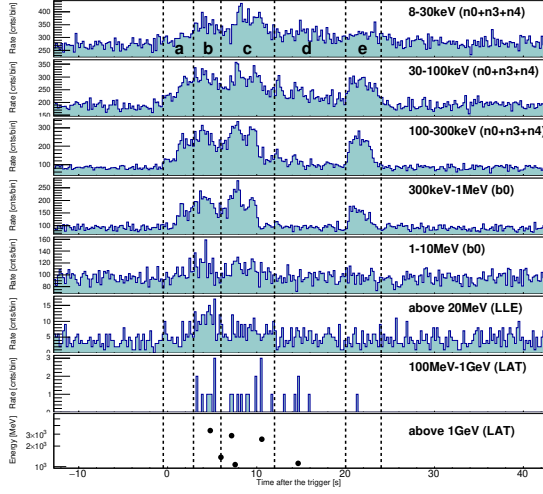 400
350
300
250
Rate [cnts/bin]
8-30keV (n0+n3+n4)
a b c d e
350
300
250
200
150
Rate [cnts/bin]
30-100keV (n0+n3+n4)
300
200
100
Rate [cnts/bin]
100-300keV (n0+n3+n4)
250
200
150
100
Rate [cnts/bin]
300keV-1MeV (b0)
160
140
120
100
80
Rate [cnts/bin]
1-10MeV (b0)
15
10
5
Rate [cnts/bin]
above 20MeV (LLE)
3
2
1
0
Rate [cnts/bin]
100MeV-1GeV (LAT)
3×10³
2×10³
10³
Energy [MeV]
above 1GeV (LAT)
−10 0 10 20 30 40
Time after the trigger [s]